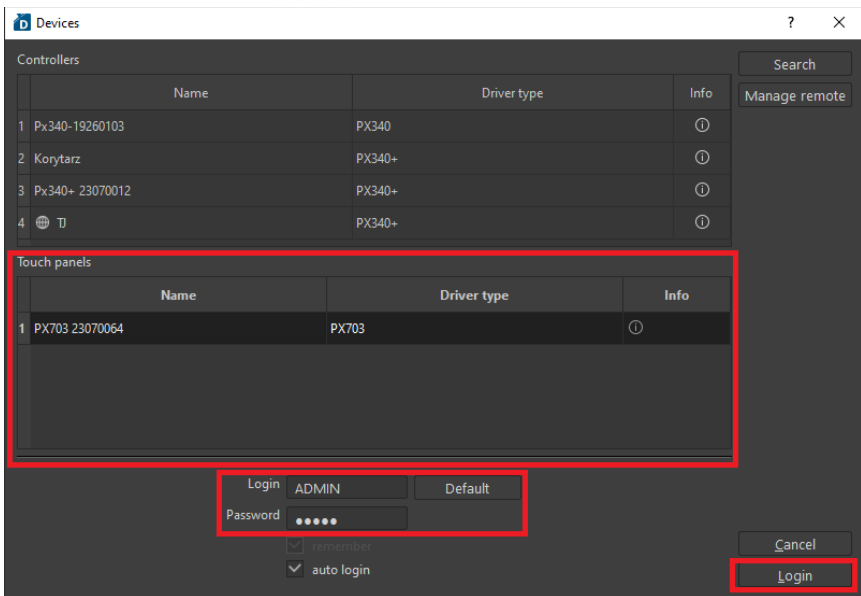 Devices ? ×
Controllers
Search
Name Driver type Info
Manage remote
1 Px340-19260103 PX340
2 Korytarz PX340+
3 Px340+ 23070012 PX340+
4 TJ PX340+
Touch panels
Name Driver type Info
1 PX703 23070064 PX703
Login ADMIN Default
Password ●●●●●
remember
auto login
Cancel
Login